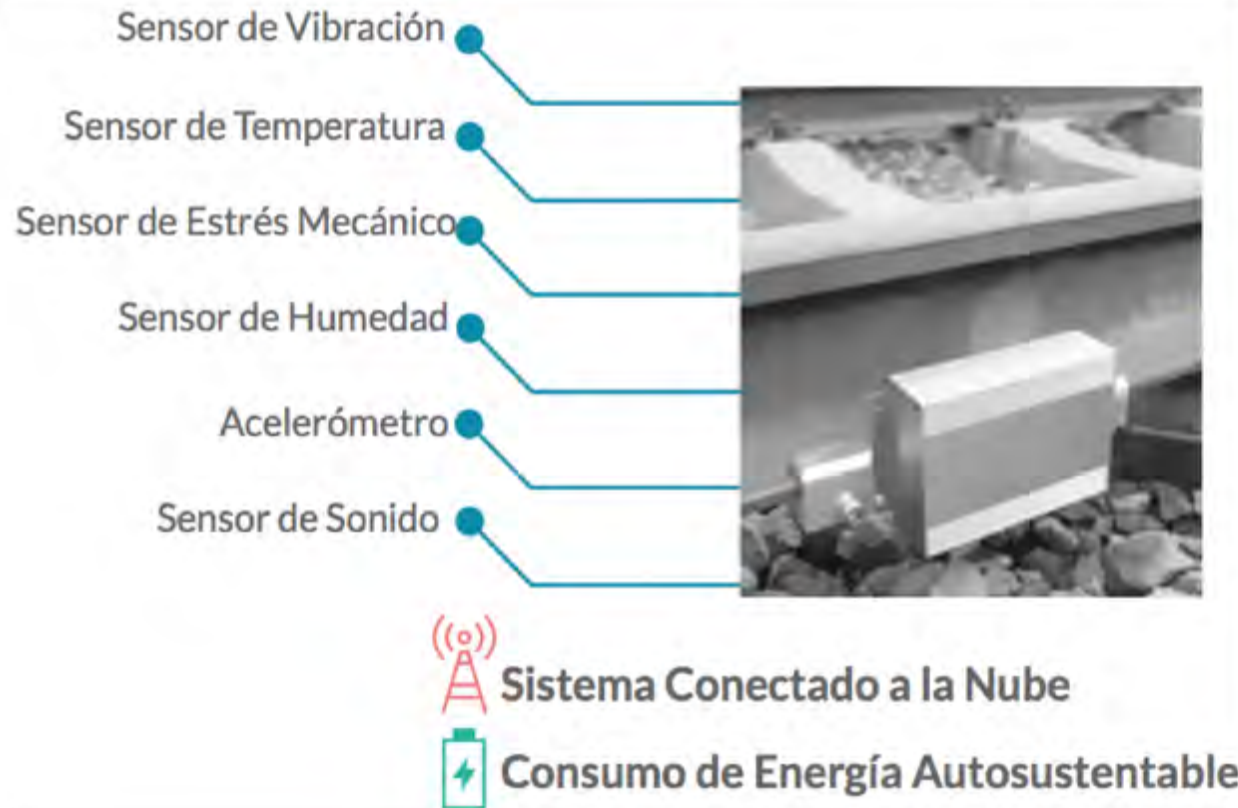 Sensor de Vibración
Sensor de Temperatura
Sensor de Estrés Mecánico
Sensor de Humedad
Acelerómetro
Sensor de Sonido
Sistema Conectado a la Nube
Consumo de Energía Autosustentable